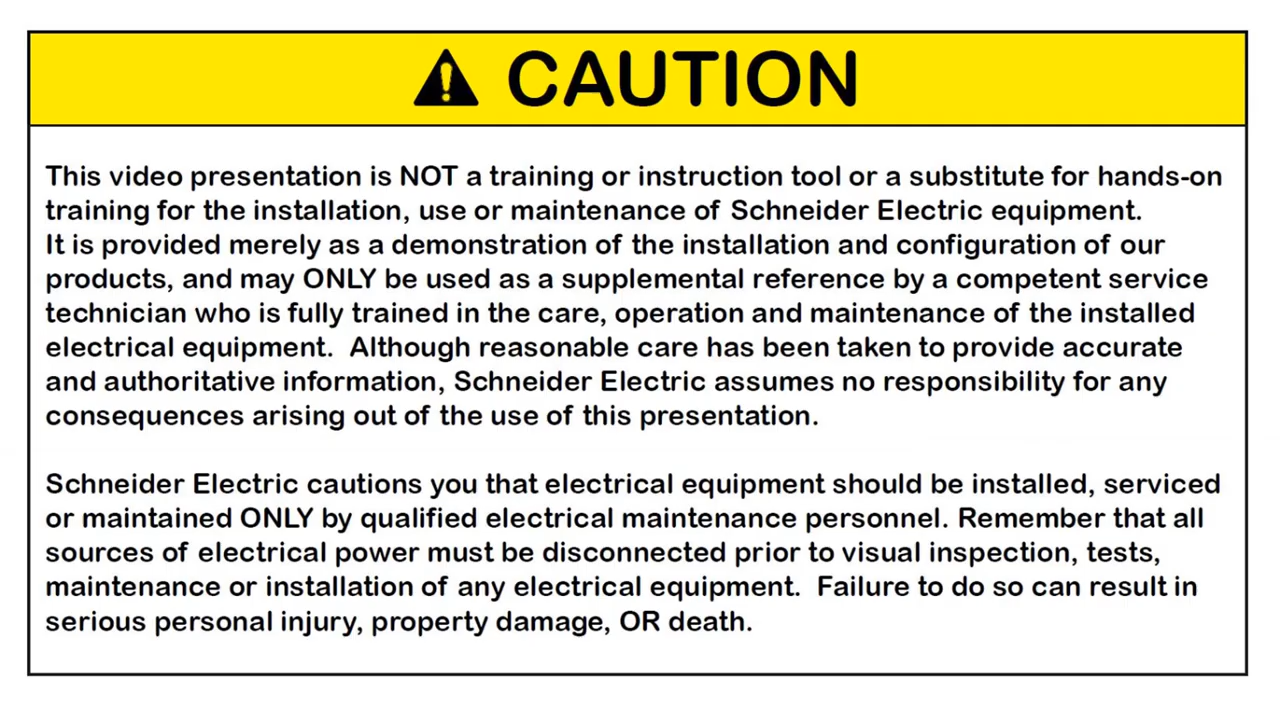 CAUTION
This video presentation is NOT a training or instruction tool or a substitute for hands-on
training for the installation, use or maintenance of Schneider Electric equipment.
It is provided merely as a demonstration of the installation and configuration of our
products, and may ONLY be used as a supplemental reference by a competent service
technician who is fully trained in the care, operation and maintenance of the installed
electrical equipment.  Although reasonable care has been taken to provide accurate
and authoritative information, Schneider Electric assumes no responsibility for any
consequences arising out of the use of this presentation.
Schneider Electric cautions you that electrical equipment should be installed, serviced
or maintained ONLY by qualified electrical maintenance personnel. Remember that all
sources of electrical power must be disconnected prior to visual inspection, tests,
maintenance or installation of any electrical equipment.  Failure to do so can result in
serious personal injury, property damage, OR death.